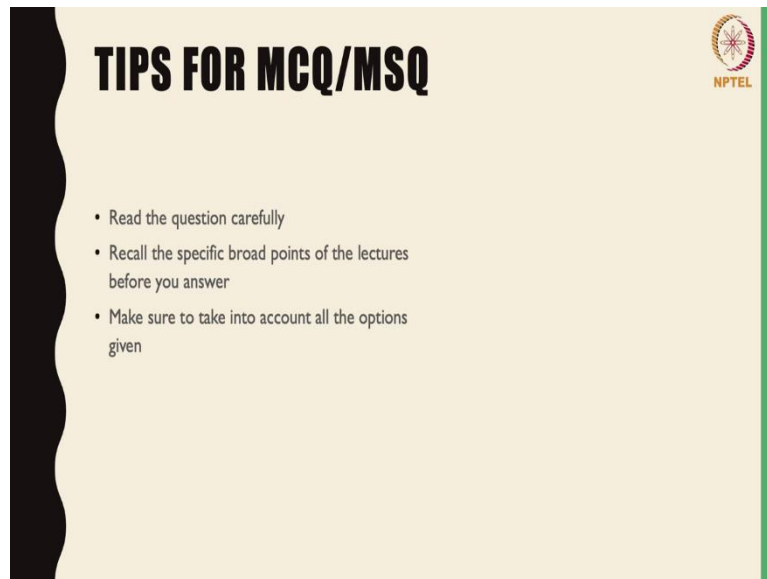 TIPS FOR MCQ/MSQ
NPTEL
• Read the question carefully
• Recall the specific broad points of the lectures
before you answer
• Make sure to take into account all the options
given